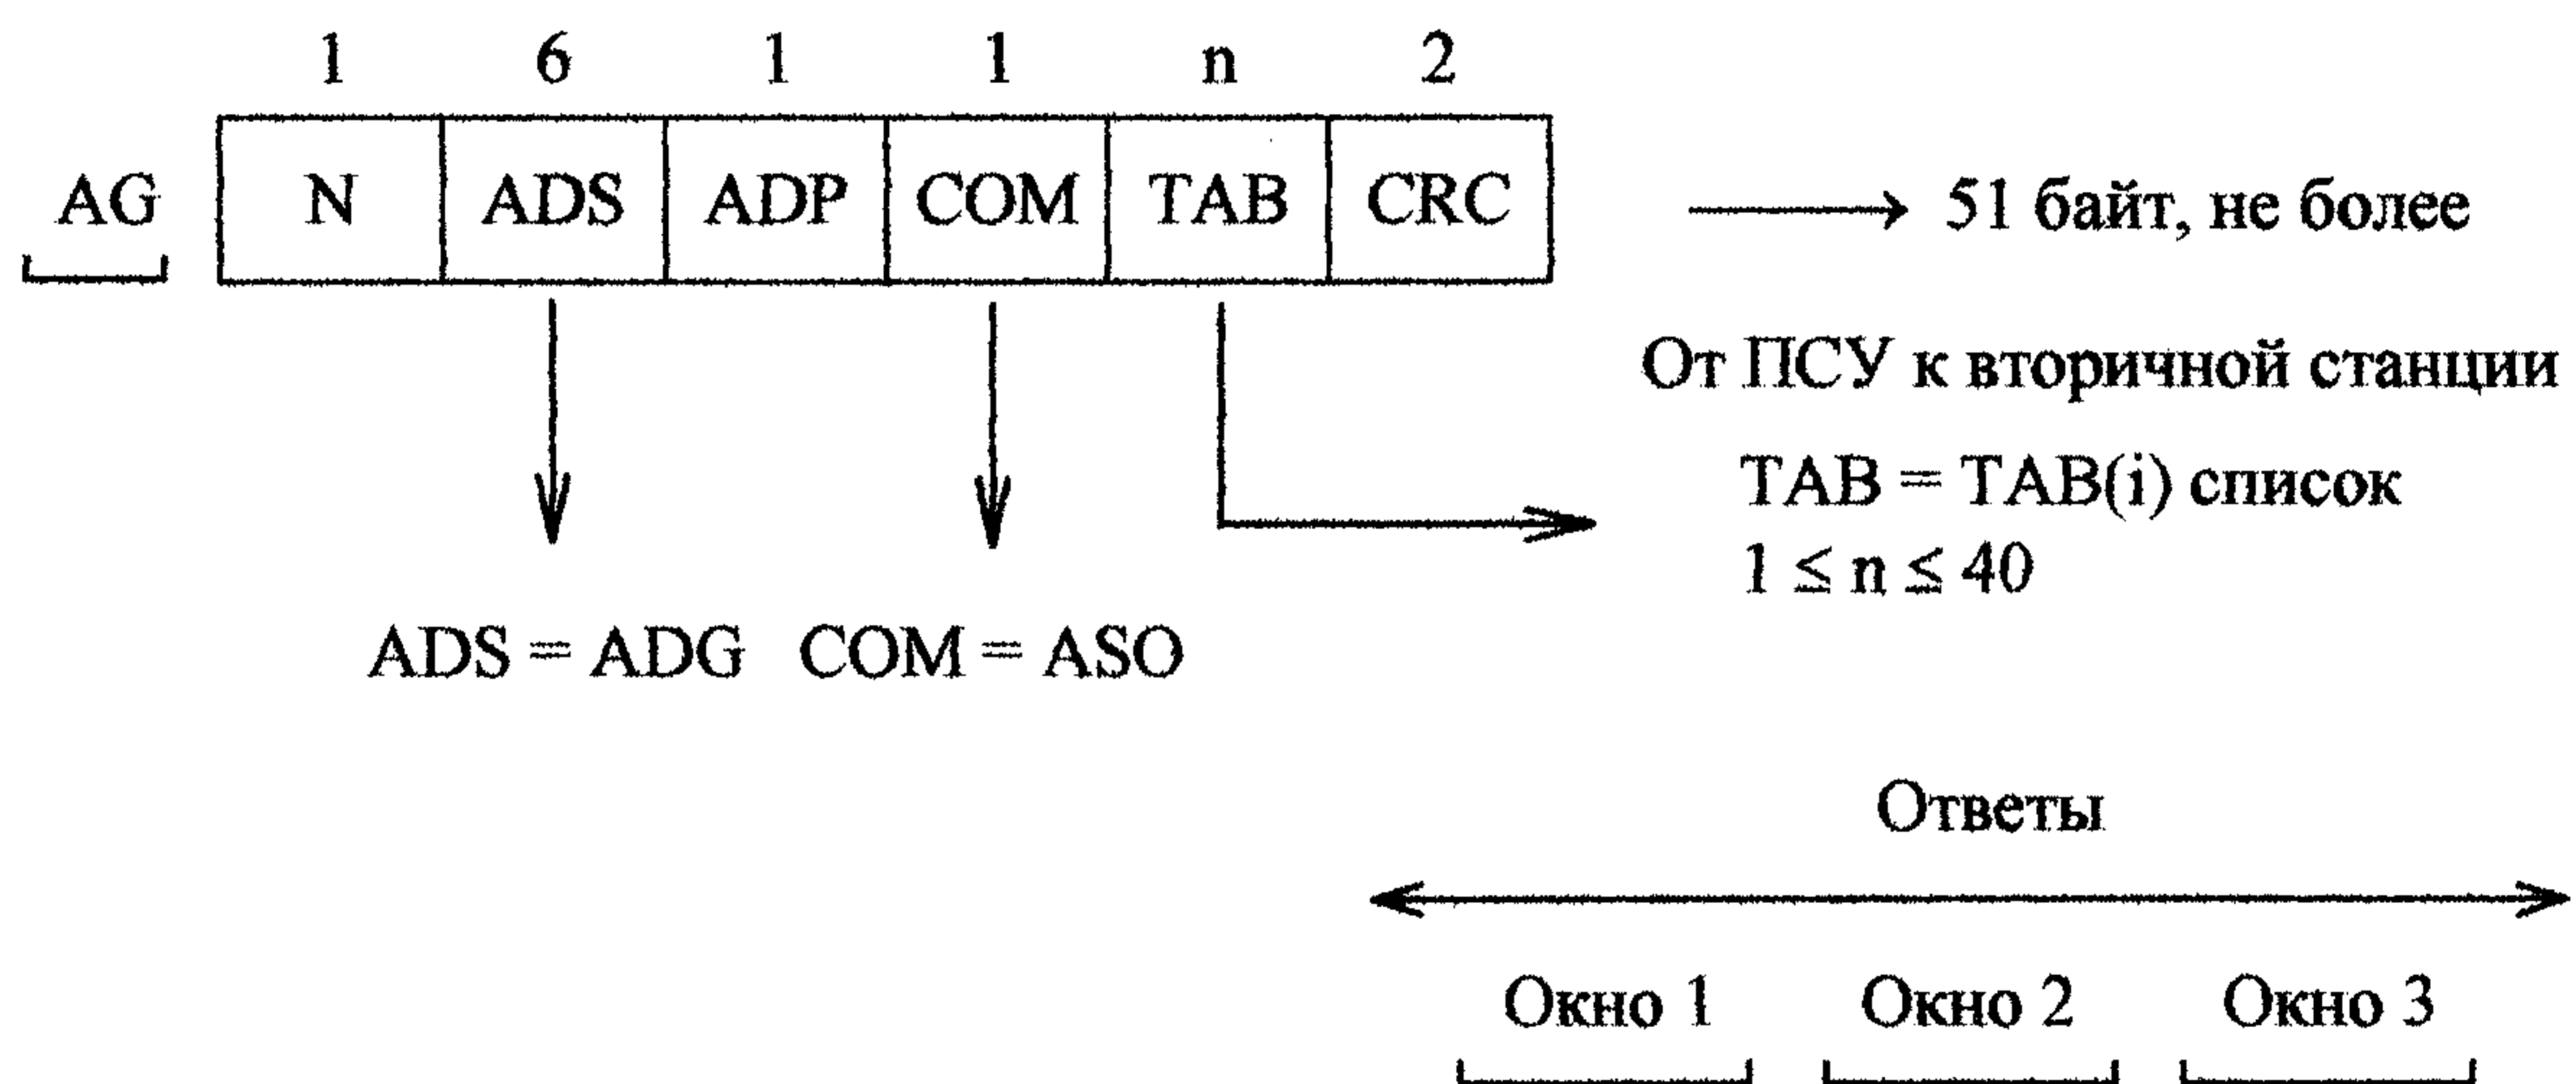 1 6 1 1 n 2
AG N ADS ADP COM TAB CRC 51 байт, не более
От ПСУ к вторичной станции
TAB = TAB(i) список
1 ≤ n ≤ 40
ADS = ADG COM = ASO
Ответы
Окно 1 Окно 2 Окно 3